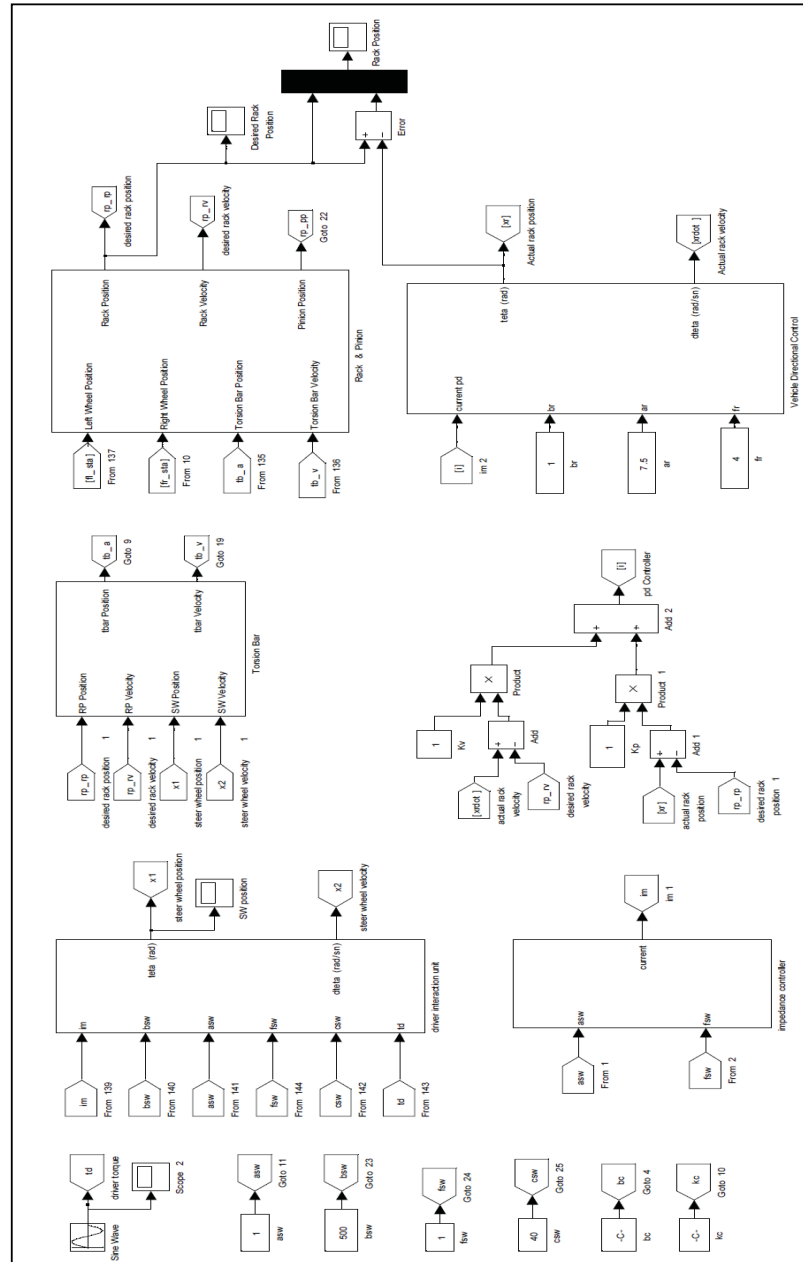 Sine Wave
td
driver torque
Scope 2
1
asw
asw
Goto 11
500
bsw
bsw
Goto 23
1
fsw
fsw
Goto 24
40
csw
csw
Goto 25
-C-
bc
bc
Goto 4
-C-
kc
kc
Goto 10
im
From 139
bsw
From 140
asw
From 141
fsw
From 144
csw
From 142
td
From 143
im
bsw
asw
fsw
csw
td
teta (rad)
dteta (rad/sn)
driver interaction unit
x1
steer wheel position
SW position
x2
steer wheel velocity
asw
From 1
fsw
From 2
asw
fsw
current
impedance controller
im
im 1
rp_rp
desired rack position 1
rp_rv
desired rack velocity 1
x1
steer wheel position 1
x2
steer wheel velocity 1
RP Position
RP Velocity
SW Position
SW Velocity
tbar Position
tbar Velocity
Torsion Bar
tb_a
Goto 9
tb_v
Goto 19
1
Kv
[xrdot]
actual rack velocity
rp_rv
desired rack velocity
+
−
Add
X
Product
1
Kp
[xr]
actual rack position
rp_rp
desired rack position 1
+
−
Add 1
X
Product 1
+
+
Add 2
[i]
pd Controller
[fl_sta]
From 137
[fr_sta]
From 10
tb_a
From 135
tb_v
From 136
Left Wheel Position
Right Wheel Position
Torsion Bar Position
Torsion Bar Velocity
Rack Position
Rack Velocity
Pinion Position
Rack & Pinion
rp_rp
desired rack position
rp_rv
desired rack velocity
rp_pp
Goto 22
Desired Rack Position
+
−
Error
Rack Position
[i]
im 2
1
br
7.5
ar
4
fr
current pd
br
ar
fr
teta (rad)
dteta (rad/sn)
Vehicle Directional Control
[xr]
Actual rack position
[xrdot]
Actual rack velocity